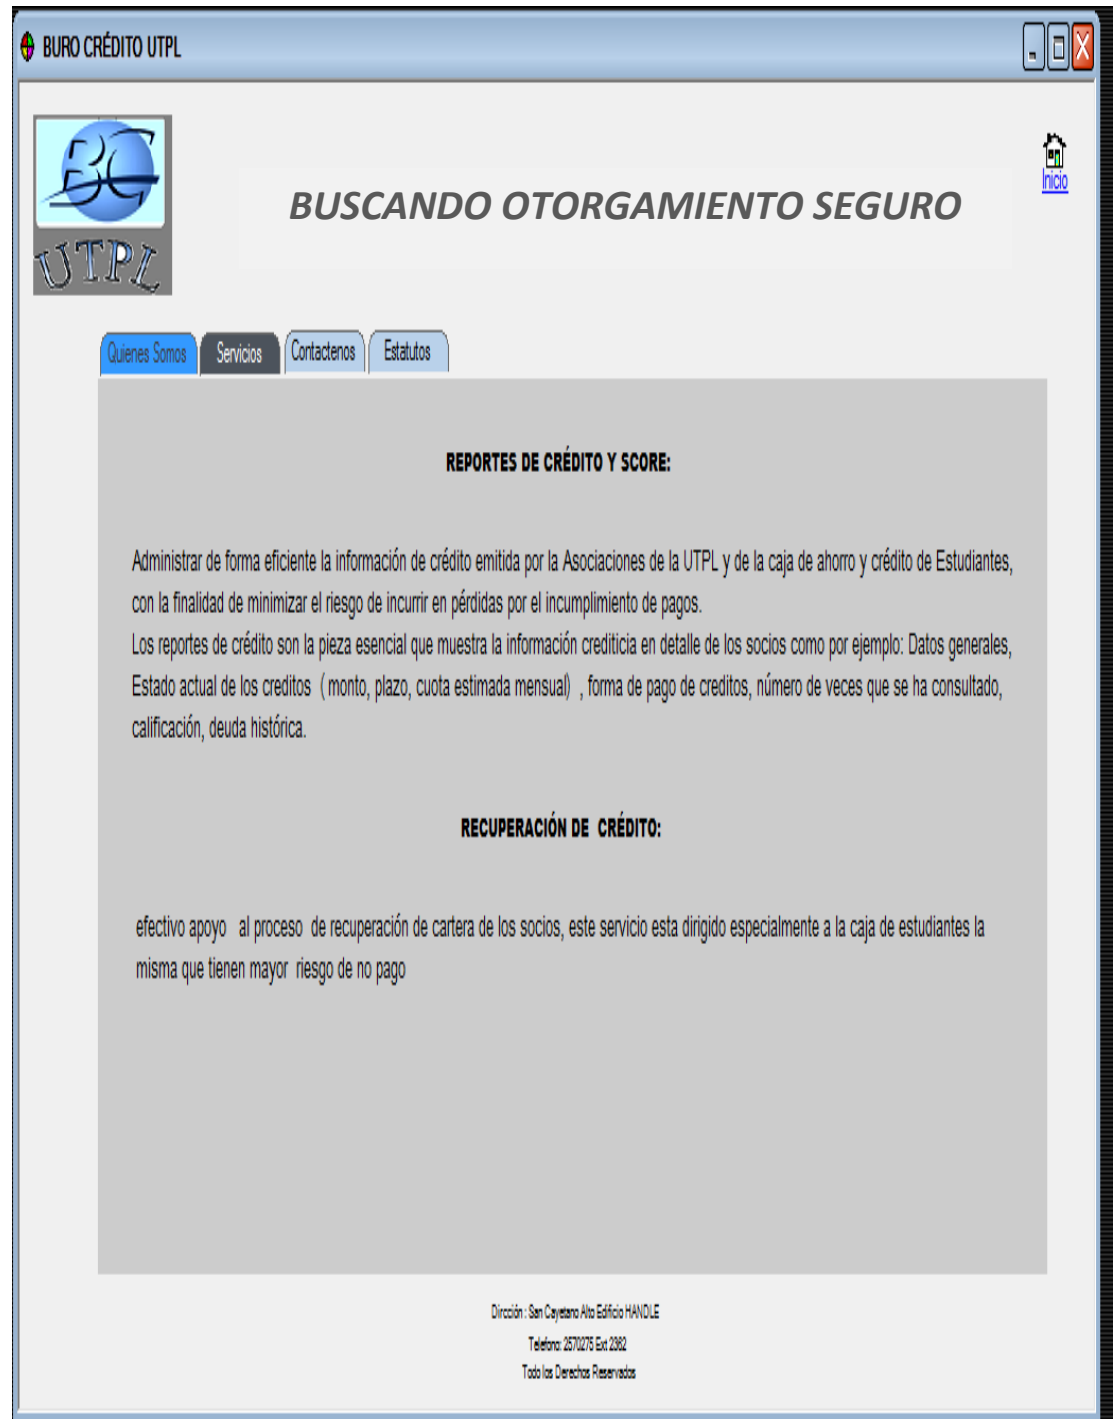 BURO CRÉDITO UTPL
BC
UTPL
Inicio
BUSCANDO OTORGAMIENTO SEGURO
Quienes Somos
Servicios
Contactenos
Estatutos
REPORTES DE CRÉDITO Y SCORE:
Administrar de forma eficiente la información de crédito emitida por la Asociaciones de la UTPL y de la caja de ahorro y crédito de Estudiantes,
con la finalidad de minimizar el riesgo de incurrir en pérdidas por el incumplimiento de pagos.
Los reportes de crédito son la pieza esencial que muestra la información crediticia en detalle de los socios como por ejemplo: Datos generales,
Estado actual de los creditos ( monto, plazo, cuota estimada mensual) , forma de pago de creditos, número de veces que se ha consultado,
calificación, deuda histórica.
RECUPERACIÓN DE CRÉDITO:
efectivo apoyo al proceso de recuperación de cartera de los socios, este servicio esta dirigido especialmente a la caja de estudiantes la
misma que tienen mayor riesgo de no pago
Dircción : San Cayetano Alto Edificio HANDLE
Telefono: 2570275 Ext 2362
Todo los Derechos Reservados